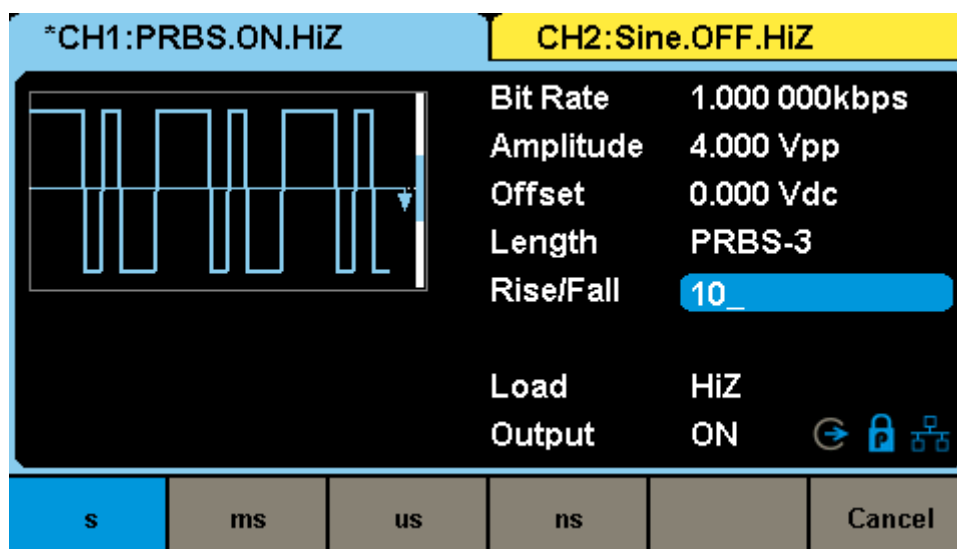 *CH1:PRBS.ON.HiZ CH2:Sine.OFF.HiZ
Bit Rate 1.000 000kbps
Amplitude 4.000 Vpp
Offset 0.000 Vdc
Length PRBS-3
Rise/Fall 10_
Load HiZ
Output ON
s ms us ns Cancel